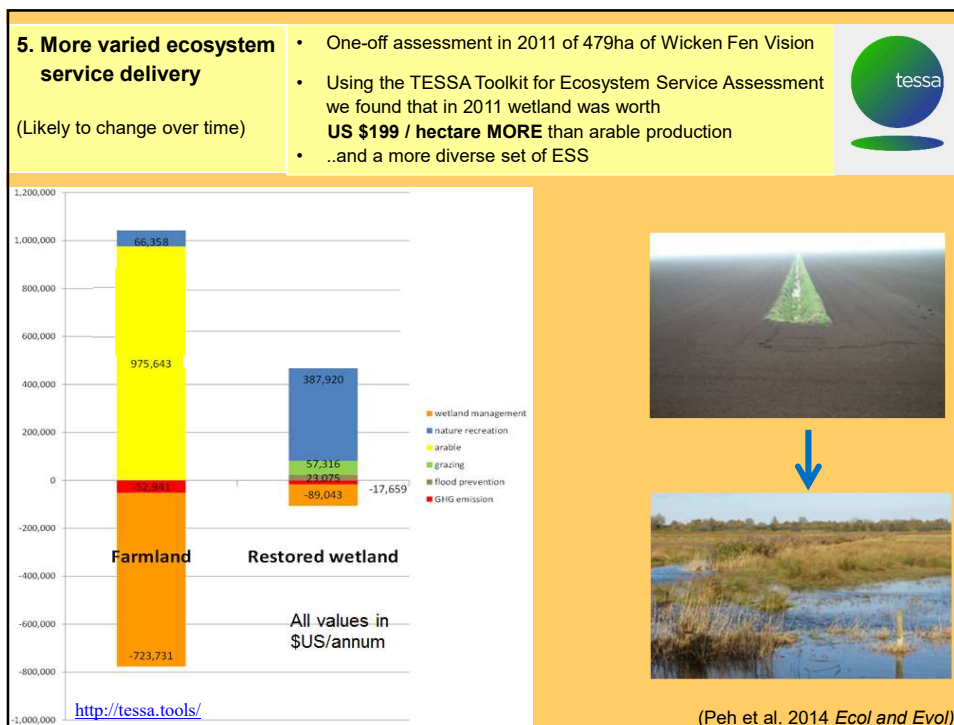 5. More varied ecosystem
service delivery
(Likely to change over time)
• One-off assessment in 2011 of 479ha of Wicken Fen Vision
• Using the TESSA Toolkit for Ecosystem Service Assessment
we found that in 2011 wetland was worth
US $199 / hectare MORE than arable production
• ..and a more diverse set of ESS
tessa
1,200,000
1,000,000
800,000
600,000
400,000
200,000
0
-200,000
-400,000
-600,000
-800,000
-1,000,000
66,358
975,643
-52,941
-723,731
387,920
57,316
23,075
-17,659
-89,043
Farmland
Restored wetland
wetland management
nature recreation
arable
grazing
flood prevention
GHG emission
All values in
$US/annum
http://tessa.tools/
(Peh et al. 2014 Ecol and Evol)